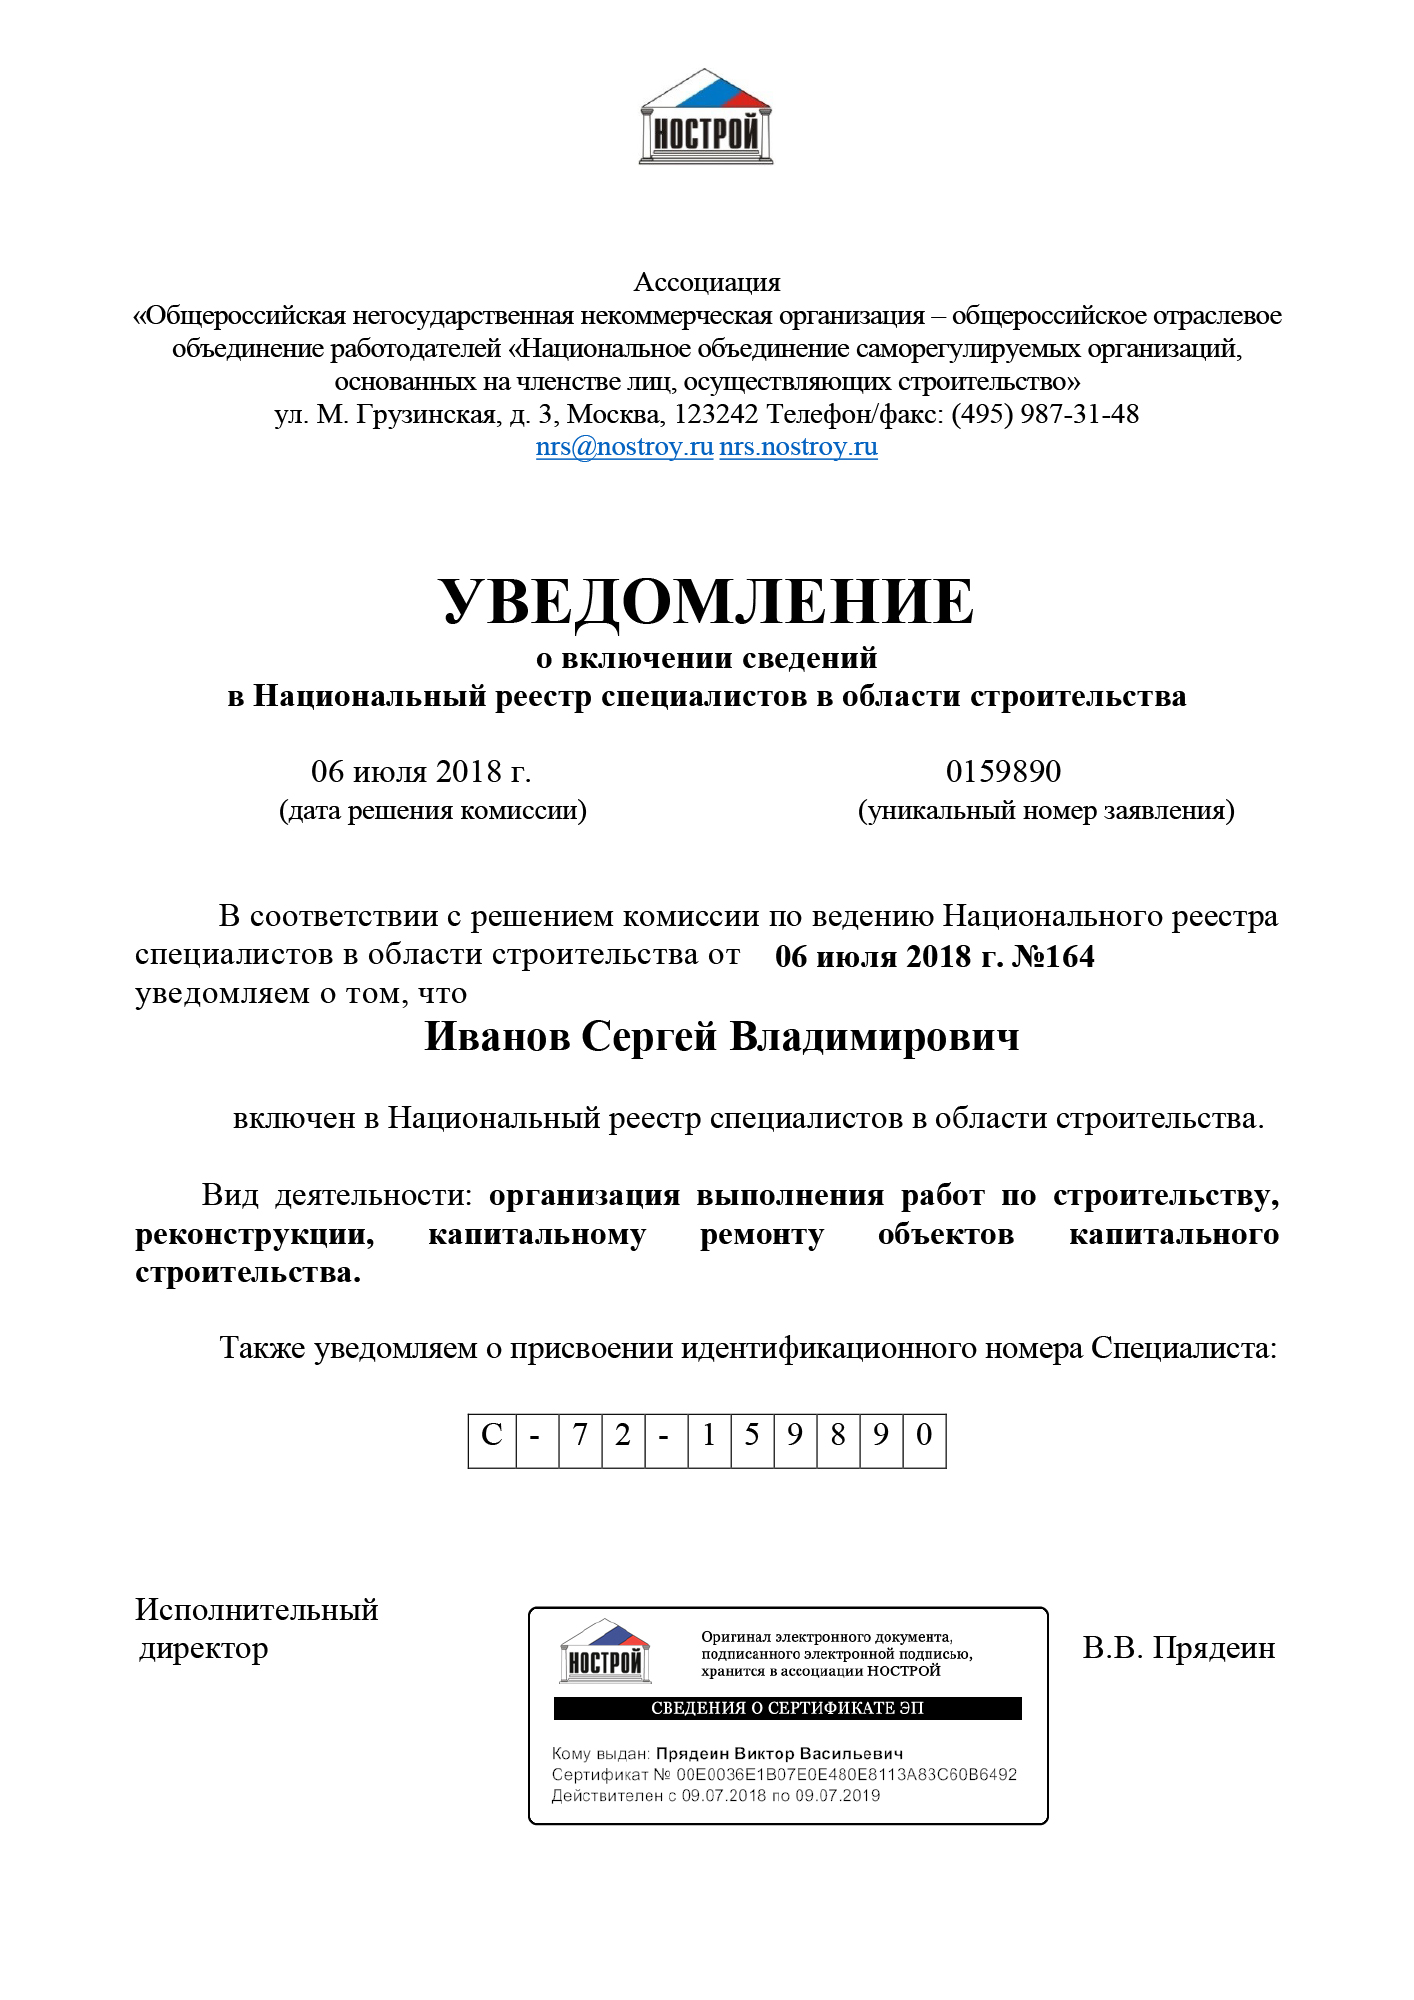 НОСТРОЙ
Ассоциация
«Общероссийская негосударственная некоммерческая организация – общероссийское отраслевое
объединение работодателей «Национальное объединение саморегулируемых организаций,
основанных на членстве лиц, осуществляющих строительство»
ул. М. Грузинская, д. 3, Москва, 123242 Телефон/факс: (495) 987-31-48
nrs@nostroy.ru nrs.nostroy.ru
УВЕДОМЛЕНИЕ
о включении сведений
в Национальный реестр специалистов в области строительства
06 июля 2018 г. 0159890
(дата решения комиссии) (уникальный номер заявления)
В соответствии с решением комиссии по ведению Национального реестра
специалистов в области строительства от 06 июля 2018 г. №164
уведомляем о том, что
Иванов Сергей Владимирович
включен в Национальный реестр специалистов в области строительства.
Вид деятельности: организация выполнения работ по строительству,
реконструкции, капитальному ремонту объектов капитального
строительства.
Также уведомляем о присвоении идентификационного номера Специалиста:
С - 7 2 - 1 5 9 8 9 0
Исполнительный
директор
НОСТРОЙ
Оригинал электронного документа,
подписанного электронной подписью,
хранится в ассоциации НОСТРОЙ
СВЕДЕНИЯ О СЕРТИФИКАТЕ ЭП
Кому выдан: Прядеин Виктор Васильевич
Сертификат № 00E0036E1B07E0E480E8113A83C60B6492
Действителен с 09.07.2018 по 09.07.2019
В.В. Прядеин